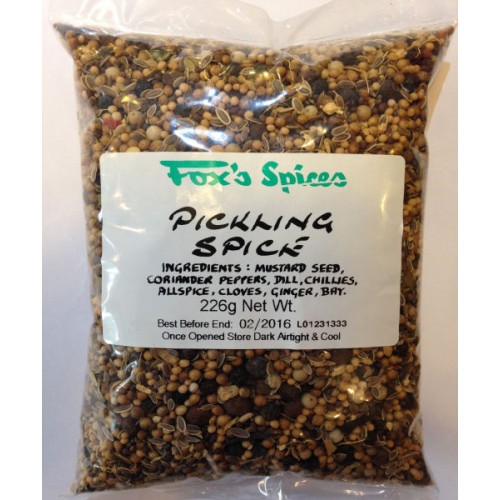 Fox's Spices
PICKLING
SPICE
INGREDIENTS: MUSTARD SEED,
CORIANDER PEPPERS, DILL, CHILLIES,
ALLSPICE, CLOVES, GINGER, BAY.
226g Net Wt.
Best Before End: 02/2016 L01231333
Once Opened Store Dark Airtight & Cool